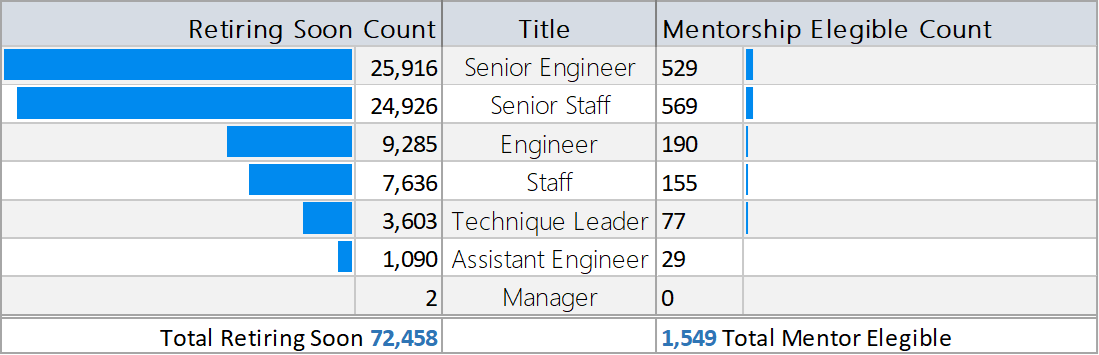 Retiring Soon Count Title Mentorship Elegible Count
25,916 Senior Engineer 529
24,926 Senior Staff 569
9,285 Engineer 190
7,636 Staff 155
3,603 Technique Leader 77
1,090 Assistant Engineer 29
2 Manager 0
Total Retiring Soon 72,458 1,549 Total Mentor Elegible